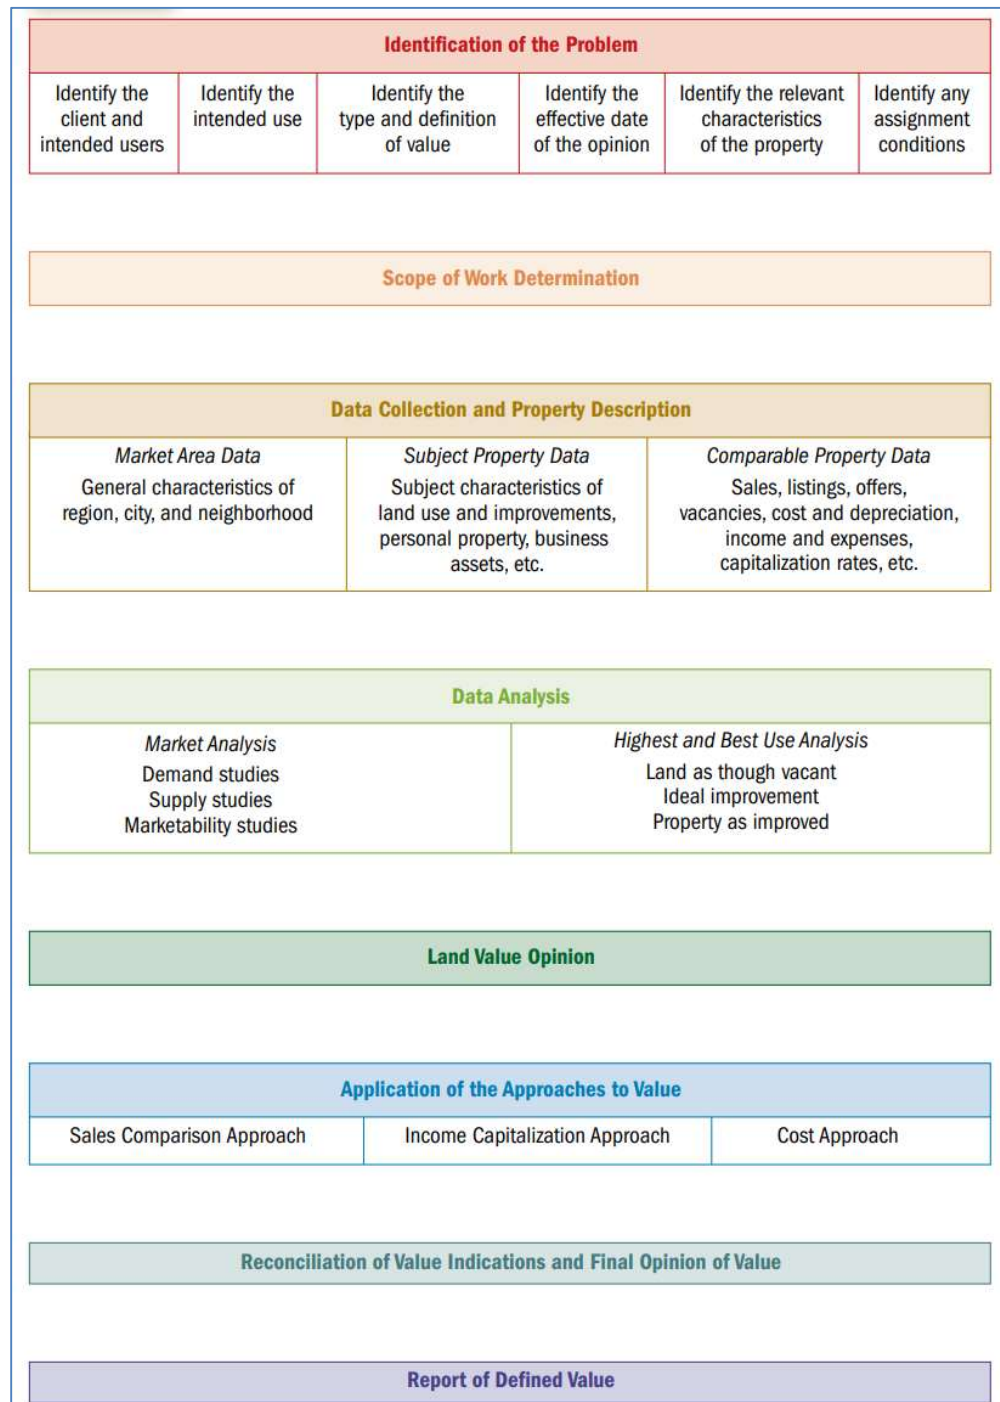 Identification of the Problem
Identify the
client and
intended users
Identify the
intended use
Identify the
type and definition
of value
Identify the
effective date
of the opinion
Identify the relevant
characteristics
of the property
Identify any
assignment
conditions
Scope of Work Determination
Data Collection and Property Description
Market Area Data
General characteristics of
region, city, and neighborhood
Subject Property Data
Subject characteristics of
land use and improvements,
personal property, business
assets, etc.
Comparable Property Data
Sales, listings, offers,
vacancies, cost and depreciation,
income and expenses,
capitalization rates, etc.
Data Analysis
Market Analysis
Demand studies
Supply studies
Marketability studies
Highest and Best Use Analysis
Land as though vacant
Ideal improvement
Property as improved
Land Value Opinion
Application of the Approaches to Value
Sales Comparison Approach
Income Capitalization Approach
Cost Approach
Reconciliation of Value Indications and Final Opinion of Value
Report of Defined Value